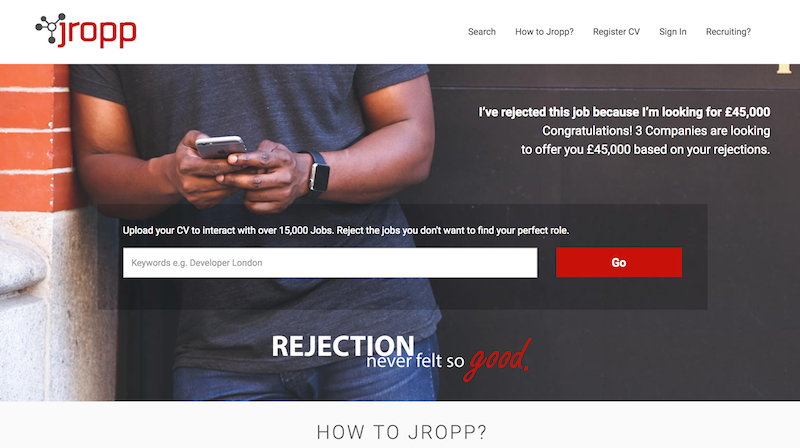 jropp
Search How to Jropp? Register CV Sign In Recruiting?
I've rejected this job because I'm looking for £45,000
Congratulations! 3 Companies are looking
to offer you £45,000 based on your rejections.
Upload your CV to interact with over 15,000 Jobs. Reject the jobs you don't want to find your perfect role.
Keywords e.g. Developer London
Go
REJECTION
never felt so good,
HOW TO JROPP?